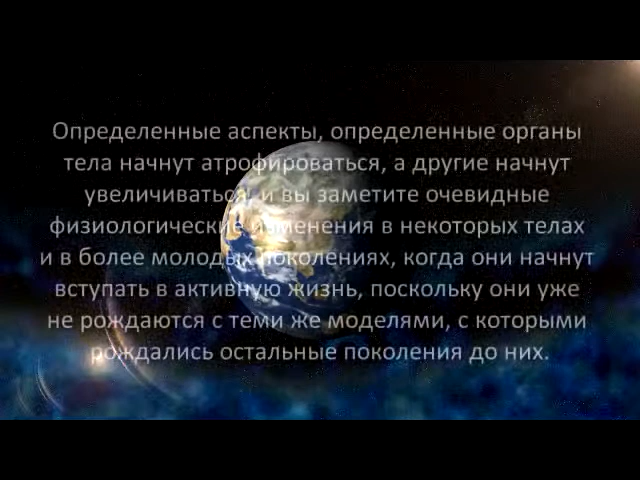 Определенные аспекты, определенные органы
тела начнут атрофироваться, а другие начнут
увеличиваться, и вы заметите очевидные
физиологические изменения в некоторых телах
и в более молодых поколениях, когда они начнут
вступать в активную жизнь, поскольку они уже
не рождаются с теми же моделями, с которыми
рождались остальные поколения до них.